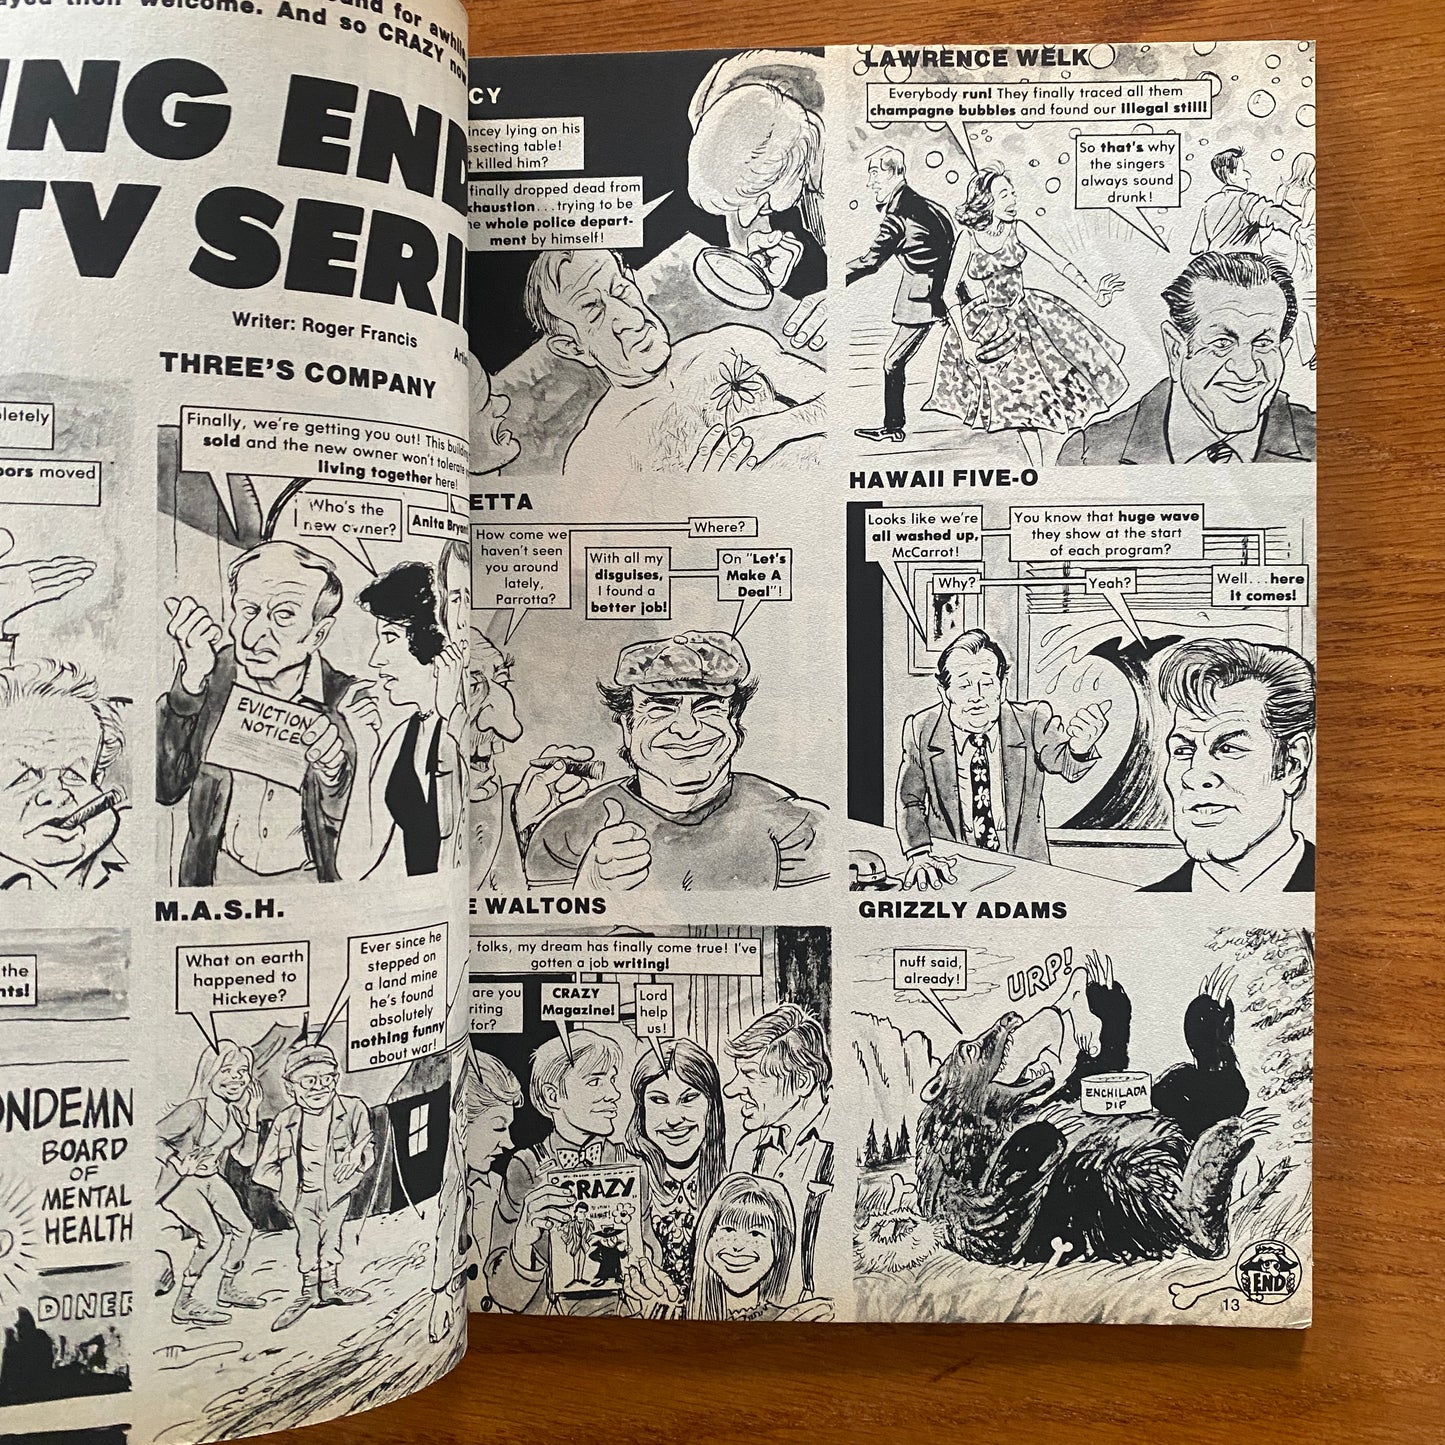 for awhile.
welcome. And so CRAZY now
ING END
TV SERI
Writer: Roger Francis
THREE'S COMPANY
Finally, we're getting you out! This
sold and the new owner won't tolerate
living together here!
Who's the
new owner?
Anita Bryant
EVICTION
NOTICE
moved
the
M.A.S.H.
What on earth
happened to
Hickeye?
Ever since he
stepped on
a land mine
he's found
absolutely
nothing funny
about war!
ONDEMN
BOARD
OF
MENTAL
HEALTH
DINER
CY
incey lying on his
ssecting table!
killed him?
finally dropped dead from
haustion...trying to be
whole police depart-
ment by himself!
LAWRENCE WELK
Everybody run! They finally traced all them
champagne bubbles and found our illegal still!
So that's why
the singers
always sound
drunk!
ETTA
How come we
haven't seen
you around
lately,
Parrotta?
Where?
With all my
disguises,
I found a
better job!
On "Let's
Make A
Deal"!
HAWAII FIVE-O
Looks like we're
all washed up,
McCarrot!
You know that huge wave
they show at the start
of each program?
Why?
Yeah?
Well...here
it comes!
E WALTONS
, folks, my dream has finally come true! I've
gotten a job writing!
are you
riting
for?
CRAZY
Magazine!
Lord
help
us!
CRAZY
GRIZZLY ADAMS
nuff said,
already!
URP!
ENCHILADA
DIP
END
13